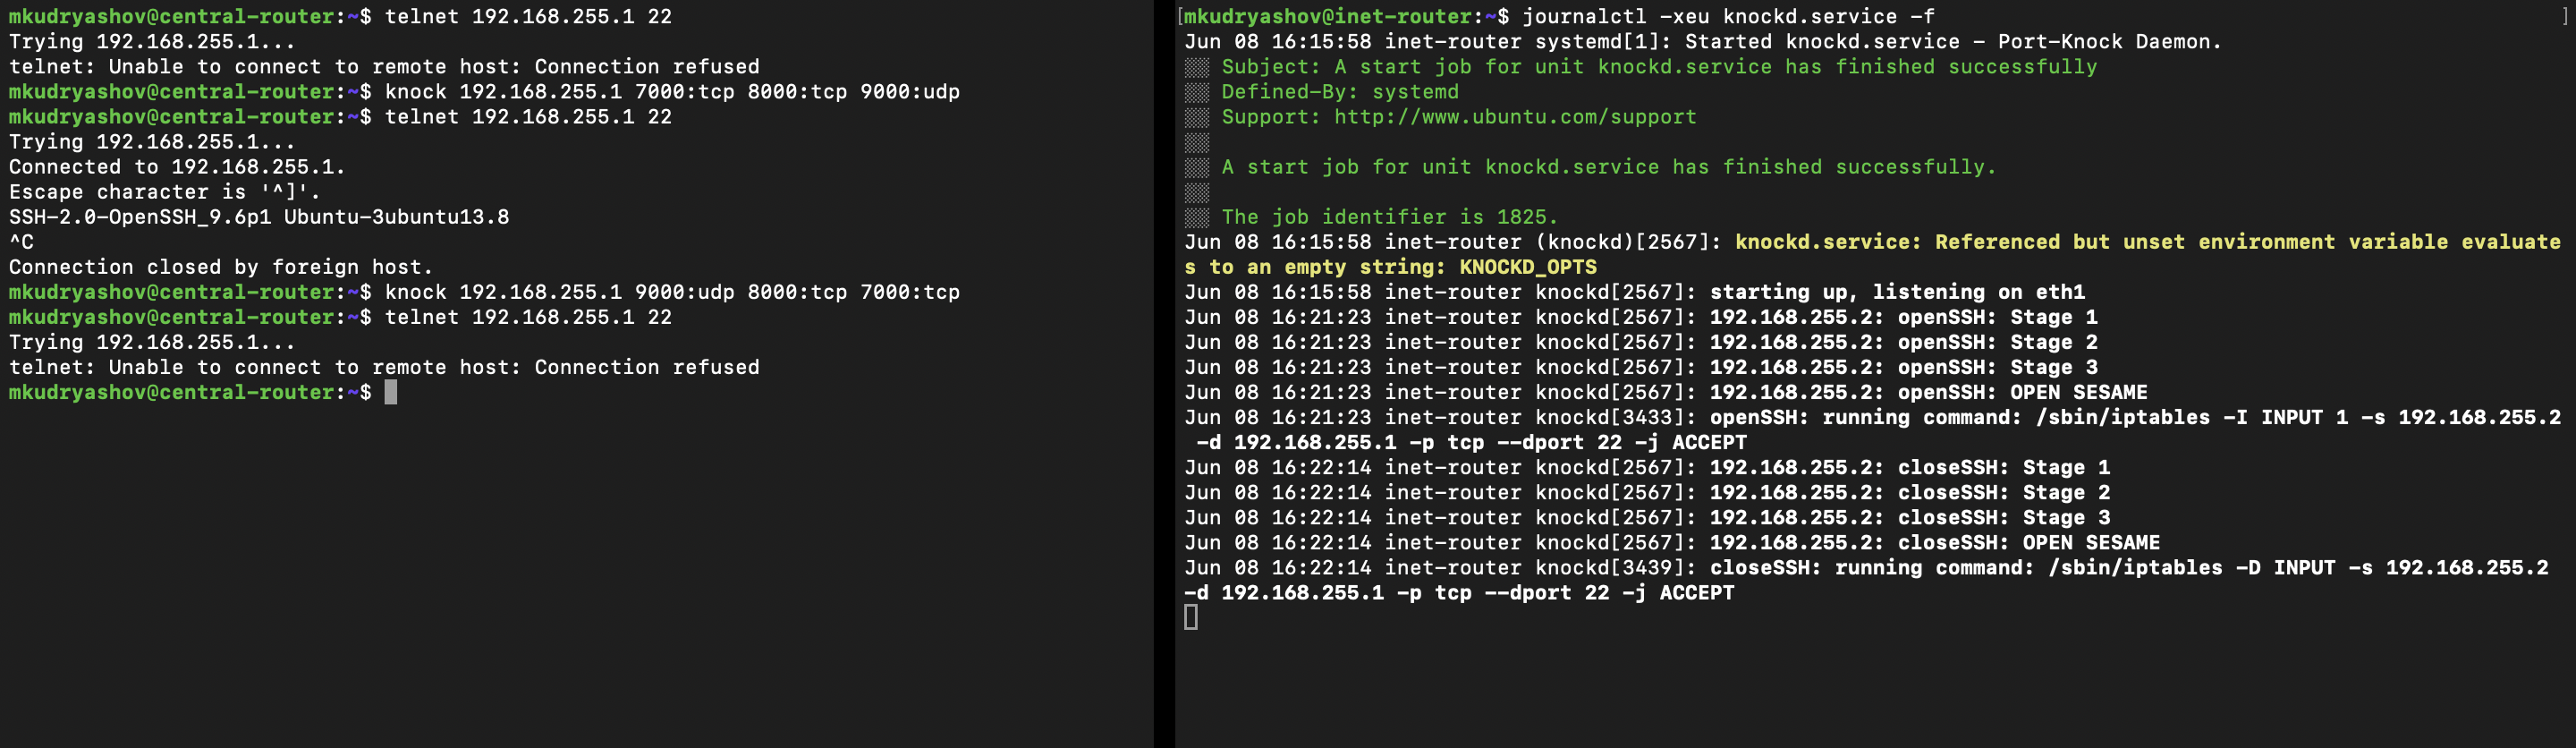 mkudryashov@central-router:~$ telnet 192.168.255.1 22
Trying 192.168.255.1...
telnet: Unable to connect to remote host: Connection refused
mkudryashov@central-router:~$ knock 192.168.255.1 7000:tcp 8000:tcp 9000:udp
mkudryashov@central-router:~$ telnet 192.168.255.1 22
Trying 192.168.255.1...
Connected to 192.168.255.1.
Escape character is '^]'.
SSH-2.0-OpenSSH_9.6p1 Ubuntu-3ubuntu13.8
^C
Connection closed by foreign host.
mkudryashov@central-router:~$ knock 192.168.255.1 9000:udp 8000:tcp 7000:tcp
mkudryashov@central-router:~$ telnet 192.168.255.1 22
Trying 192.168.255.1...
telnet: Unable to connect to remote host: Connection refused
mkudryashov@central-router:~$
[mkudryashov@inet-router:~$ journalctl -xeu knockd.service -f ]
Jun 08 16:15:58 inet-router systemd[1]: Started knockd.service - Port-Knock Daemon.
░░ Subject: A start job for unit knockd.service has finished successfully
░░ Defined-By: systemd
░░ Support: http://www.ubuntu.com/support
░░
░░ A start job for unit knockd.service has finished successfully.
░░
░░ The job identifier is 1825.
Jun 08 16:15:58 inet-router (knockd)[2567]: knockd.service: Referenced but unset environment variable evaluate
s to an empty string: KNOCKD_OPTS
Jun 08 16:15:58 inet-router knockd[2567]: starting up, listening on eth1
Jun 08 16:21:23 inet-router knockd[2567]: 192.168.255.2: openSSH: Stage 1
Jun 08 16:21:23 inet-router knockd[2567]: 192.168.255.2: openSSH: Stage 2
Jun 08 16:21:23 inet-router knockd[2567]: 192.168.255.2: openSSH: Stage 3
Jun 08 16:21:23 inet-router knockd[2567]: 192.168.255.2: openSSH: OPEN SESAME
Jun 08 16:21:23 inet-router knockd[3433]: openSSH: running command: /sbin/iptables -I INPUT 1 -s 192.168.255.2
 -d 192.168.255.1 -p tcp --dport 22 -j ACCEPT
Jun 08 16:22:14 inet-router knockd[2567]: 192.168.255.2: closeSSH: Stage 1
Jun 08 16:22:14 inet-router knockd[2567]: 192.168.255.2: closeSSH: Stage 2
Jun 08 16:22:14 inet-router knockd[2567]: 192.168.255.2: closeSSH: Stage 3
Jun 08 16:22:14 inet-router knockd[2567]: 192.168.255.2: closeSSH: OPEN SESAME
Jun 08 16:22:14 inet-router knockd[3439]: closeSSH: running command: /sbin/iptables -D INPUT -s 192.168.255.2
-d 192.168.255.1 -p tcp --dport 22 -j ACCEPT